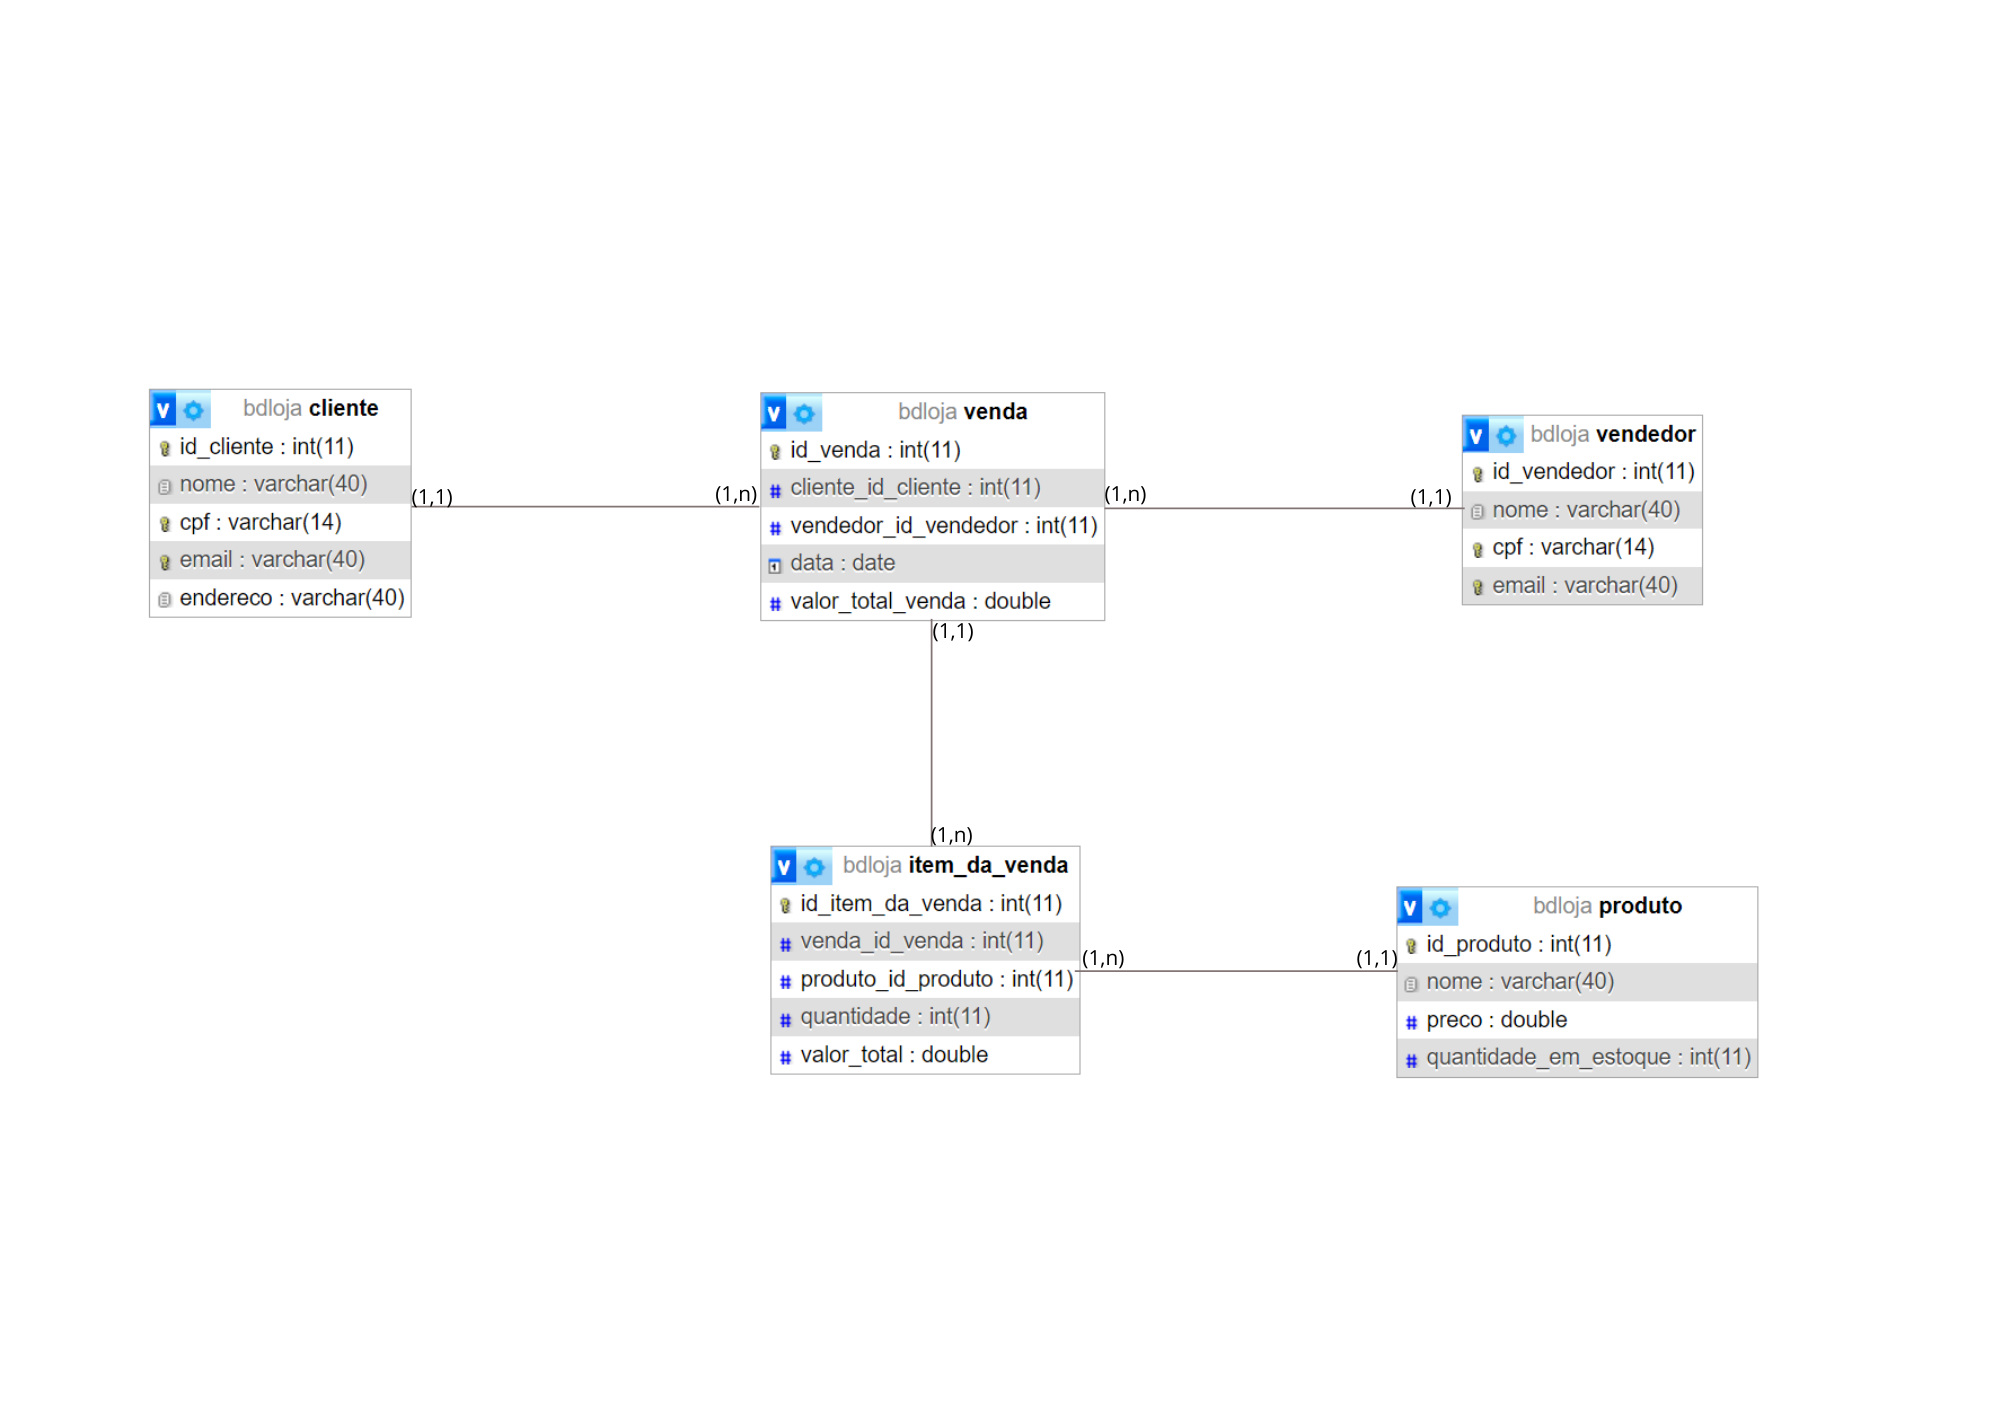 bdloja cliente
id_cliente : int(11)
nome : varchar(40)
cpf : varchar(14)
email : varchar(40)
endereco : varchar(40)
(1,1)
(1,n)
bdloja venda
id_venda : int(11)
cliente_id_cliente : int(11)
vendedor_id_vendedor : int(11)
data : date
valor_total_venda : double
(1,n)
(1,1)
bdloja vendedor
id_vendedor : int(11)
nome : varchar(40)
cpf : varchar(14)
email : varchar(40)
(1,1)
(1,n)
bdloja item_da_venda
id_item_da_venda : int(11)
venda_id_venda : int(11)
produto_id_produto : int(11)
quantidade : int(11)
valor_total : double
(1,n)
(1,1)
bdloja produto
id_produto : int(11)
nome : varchar(40)
preco : double
quantidade_em_estoque : int(11)